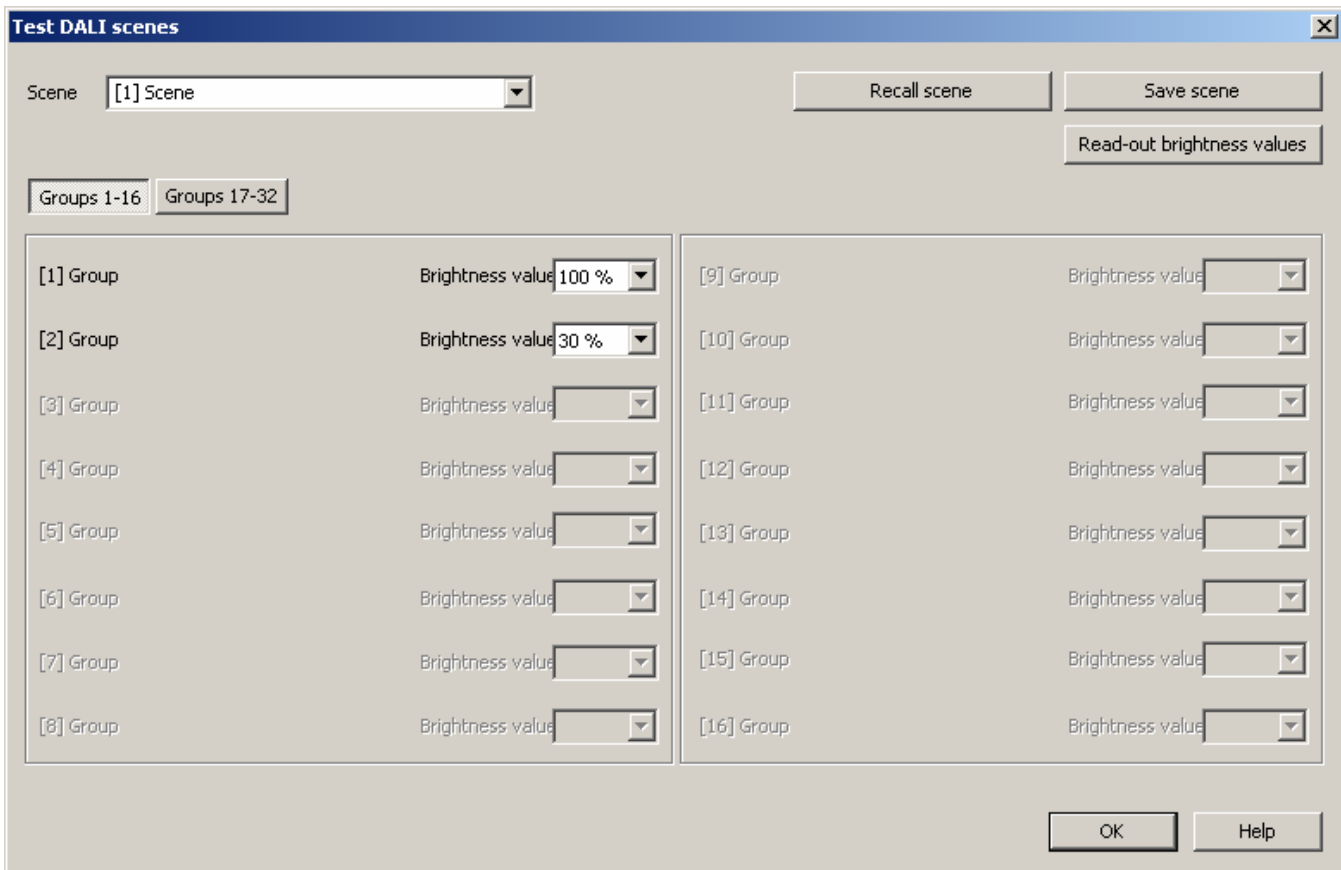 Test DALI scenes
Scene [1] Scene Recall scene Save scene
Read-out brightness values
Groups 1-16 Groups 17-32
[1] Group Brightness value 100 % [9] Group Brightness value
[2] Group Brightness value 30 % [10] Group Brightness value
[3] Group Brightness value [11] Group Brightness value
[4] Group Brightness value [12] Group Brightness value
[5] Group Brightness value [13] Group Brightness value
[6] Group Brightness value [14] Group Brightness value
[7] Group Brightness value [15] Group Brightness value
[8] Group Brightness value [16] Group Brightness value
OK Help